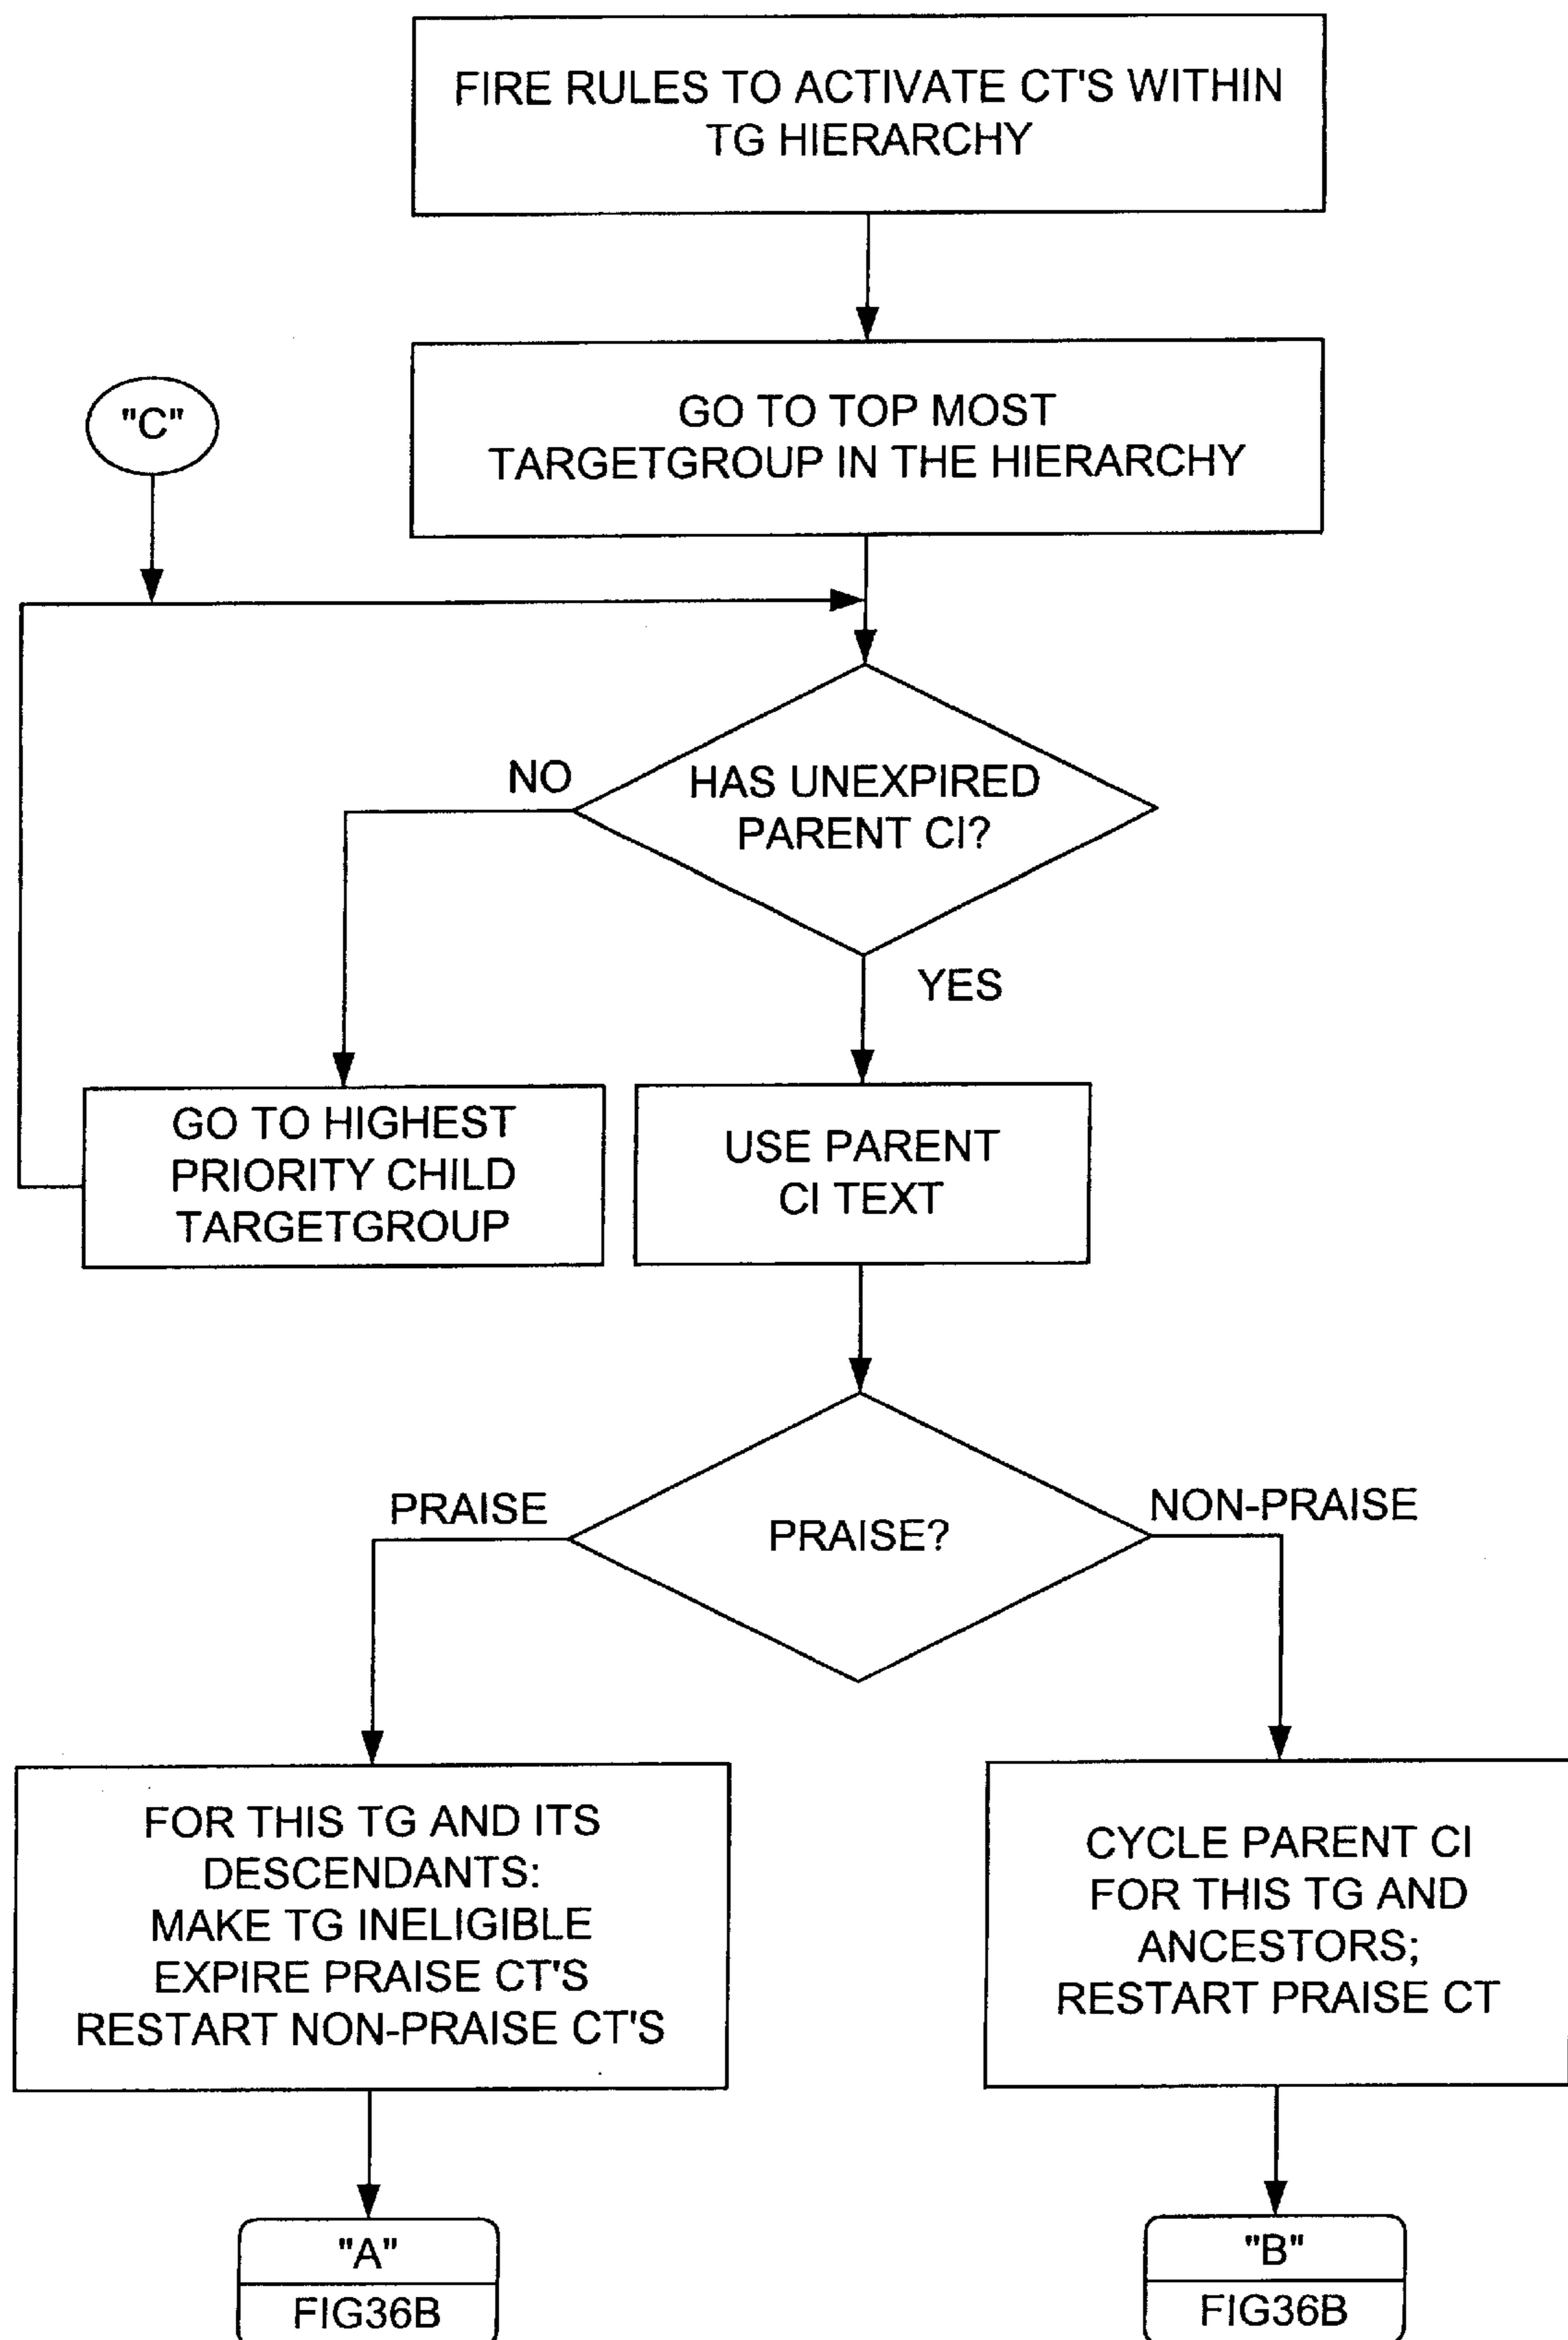 FIRE RULES TO ACTIVATE CT'S WITHIN
TG HIERARCHY
GO TO TOP MOST
TARGETGROUP IN THE HIERARCHY
"C"
HAS UNEXPIRED
PARENT CI?
NO
YES
GO TO HIGHEST
PRIORITY CHILD
TARGETGROUP
USE PARENT
CI TEXT
PRAISE?
PRAISE
NON-PRAISE
FOR THIS TG AND ITS
DESCENDANTS:
MAKE TG INELIGIBLE
EXPIRE PRAISE CT'S
RESTART NON-PRAISE CT'S
CYCLE PARENT CI
FOR THIS TG AND
ANCESTORS;
RESTART PRAISE CT
"A"
FIG36B
"B"
FIG36B